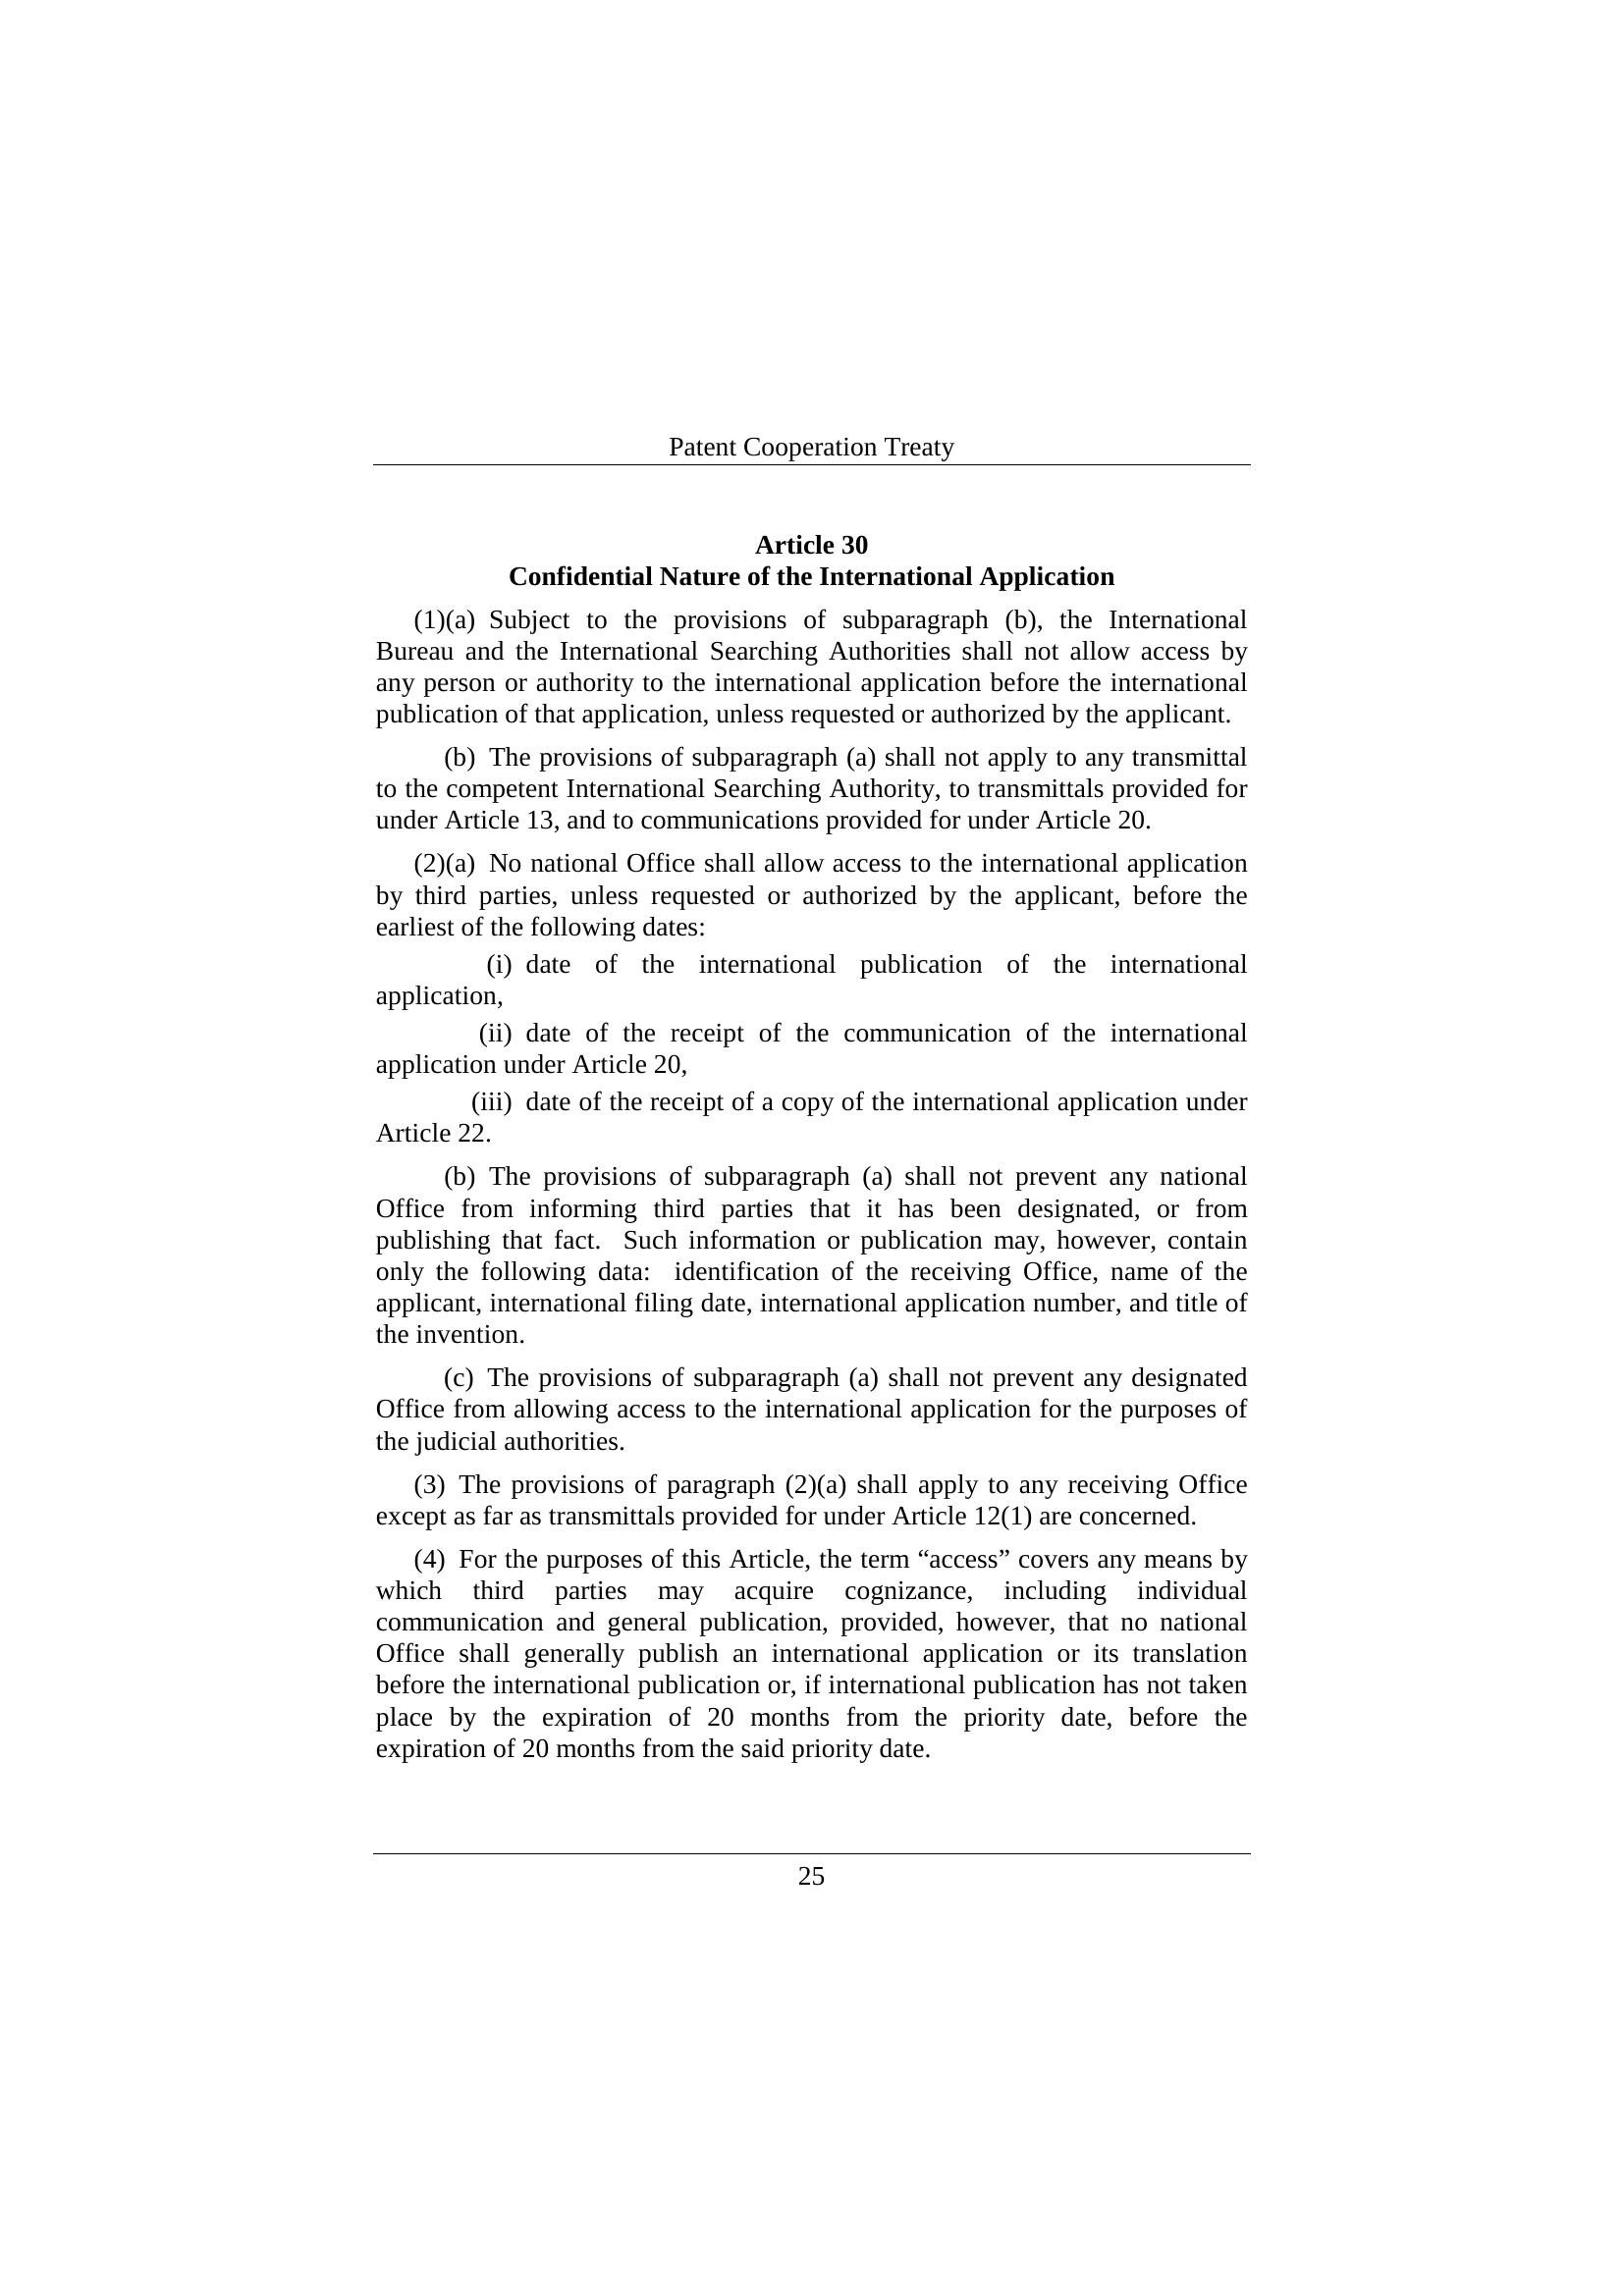 Patent Cooperation Treaty
Article 30
Confidential Nature of the International Application
(1)(a) Subject to the provisions of subparagraph (b), the International
Bureau and the International Searching Authorities shall not allow access by
any person or authority to the international application before the international
publication of that application, unless requested or authorized by the applicant.
(b) The provisions of subparagraph (a) shall not apply to any transmittal
to the competent International Searching Authority, to transmittals provided for
under Article 13, and to communications provided for under Article 20.
(2)(a) No national Office shall allow access to the international application
by third parties, unless requested or authorized by the applicant, before the
earliest of the following dates:
(i) date of the international publication of the international
application,
(ii) date of the receipt of the communication of the international
application under Article 20,
(iii) date of the receipt of a copy of the international application under
Article 22.
(b) The provisions of subparagraph (a) shall not prevent any national
Office from informing third parties that it has been designated, or from
publishing that fact. Such information or publication may, however, contain
only the following data: identification of the receiving Office, name of the
applicant, international filing date, international application number, and title of
the invention.
(c) The provisions of subparagraph (a) shall not prevent any designated
Office from allowing access to the international application for the purposes of
the judicial authorities.
(3) The provisions of paragraph (2)(a) shall apply to any receiving Office
except as far as transmittals provided for under Article 12(1) are concerned.
(4) For the purposes of this Article, the term “access” covers any means by
which third parties may acquire cognizance, including individual
communication and general publication, provided, however, that no national
Office shall generally publish an international application or its translation
before the international publication or, if international publication has not taken
place by the expiration of 20 months from the priority date, before the
expiration of 20 months from the said priority date.
25